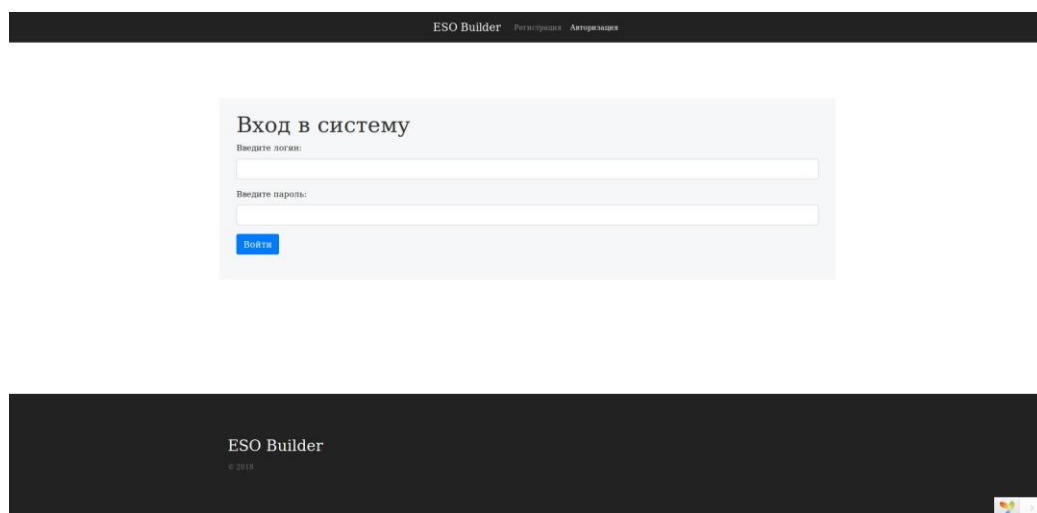 ESO Builder Регистрация Авторизация
Вход в систему
Введите логин:
Введите пароль:
Войти
ESO Builder
© 2018